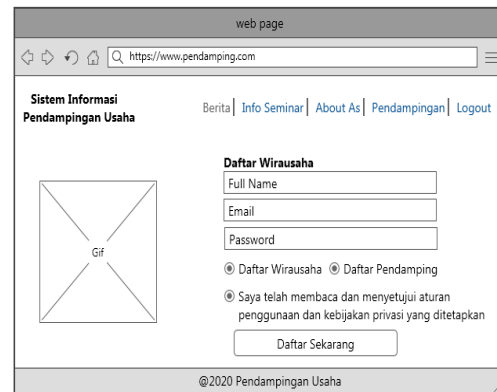 web page
https://www.pendamping.com
Sistem Informasi
Pendampingan Usaha
Berita| Info Seminar| About As| Pendampingan| Logout
Daftar Wirausaha
Full Name
Email
Password
Gif
Daftar Wirausaha Daftar Pendamping
Saya telah membaca dan menyetujui aturan
penggunaan dan kebijakan privasi yang ditetapkan
Daftar Sekarang
@2020 Pendampingan Usaha